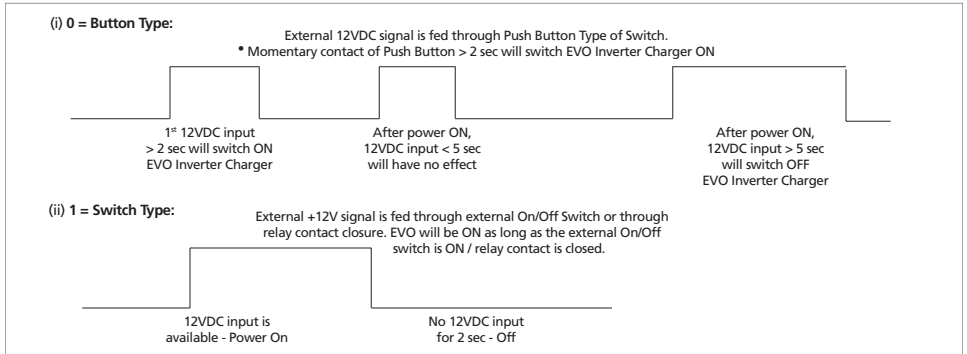 (i) 0 = Button Type:
External 12VDC signal is fed through Push Button Type of Switch.
• Momentary contact of Push Button > 2 sec will switch EVO Inverter Charger ON
1st 12VDC input
> 2 sec will switch ON
EVO Inverter Charger
After power ON,
12VDC input < 5 sec
will have no effect
After power ON,
12VDC input > 5 sec
will switch OFF
EVO Inverter Charger
(ii) 1 = Switch Type:
External +12V signal is fed through external On/Off Switch or through
relay contact closure. EVO will be ON as long as the external On/Off
switch is ON / relay contact is closed.
12VDC input is
available - Power On
No 12VDC input
for 2 sec - Off